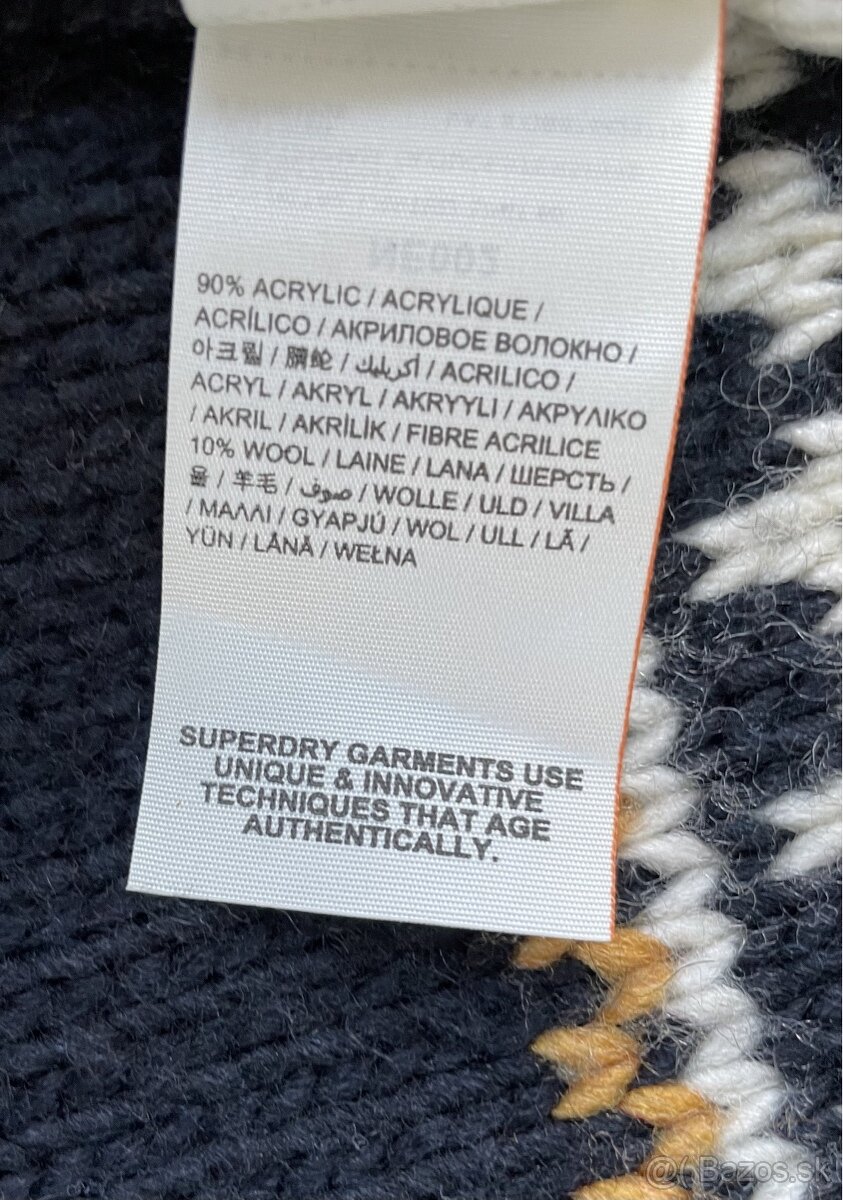 90% ACRYLIC / ACRYLIQUE /
ACRÍLICO / АКРИЛОВОЕ ВОЛОКНО /
아크릴 / / أكريليك / ACRILICO /
ACRYL / AKRYL / AKRYYLI / ΑΚΡΥΛΙΚΟ
/ AKRIL / AKRİLİK / FIBRE ACRILICE
10% WOOL / LAINE / LANA / ШЕРСТЬ /
울 / 羊毛 / صوف / WOLLE / ULD / VILLA
/ ΜΑΛΛΙ / GYAPJÚ / WOL / ULL / LÃ /
YÜN / LÂNĂ / WEŁNA
SUPERDRY GARMENTS USE
UNIQUE & INNOVATIVE
TECHNIQUES THAT AGE
AUTHENTICALLY.
Bazos.sk